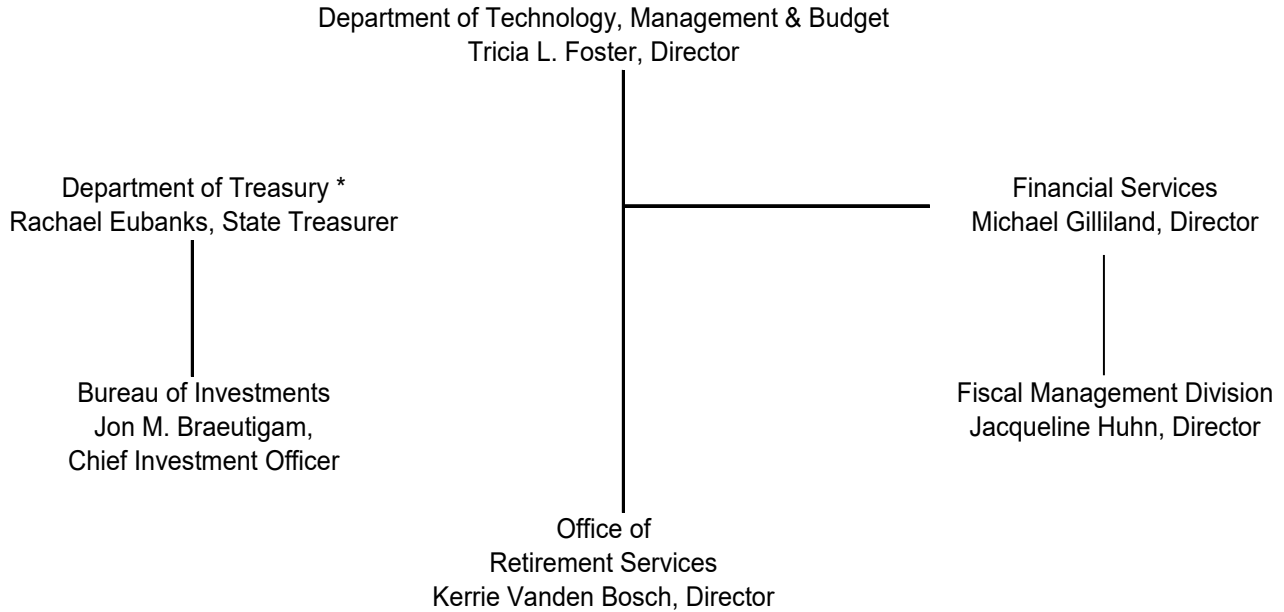 Department of Technology, Management & Budget
Tricia L. Foster, Director
Department of Treasury *
Rachael Eubanks, State Treasurer
Financial Services
Michael Gilliland, Director
Bureau of Investments
Jon M. Braeutigam,
Chief Investment Officer
Fiscal Management Division
Jacqueline Huhn, Director
Office of
Retirement Services
Kerrie Vanden Bosch, Director